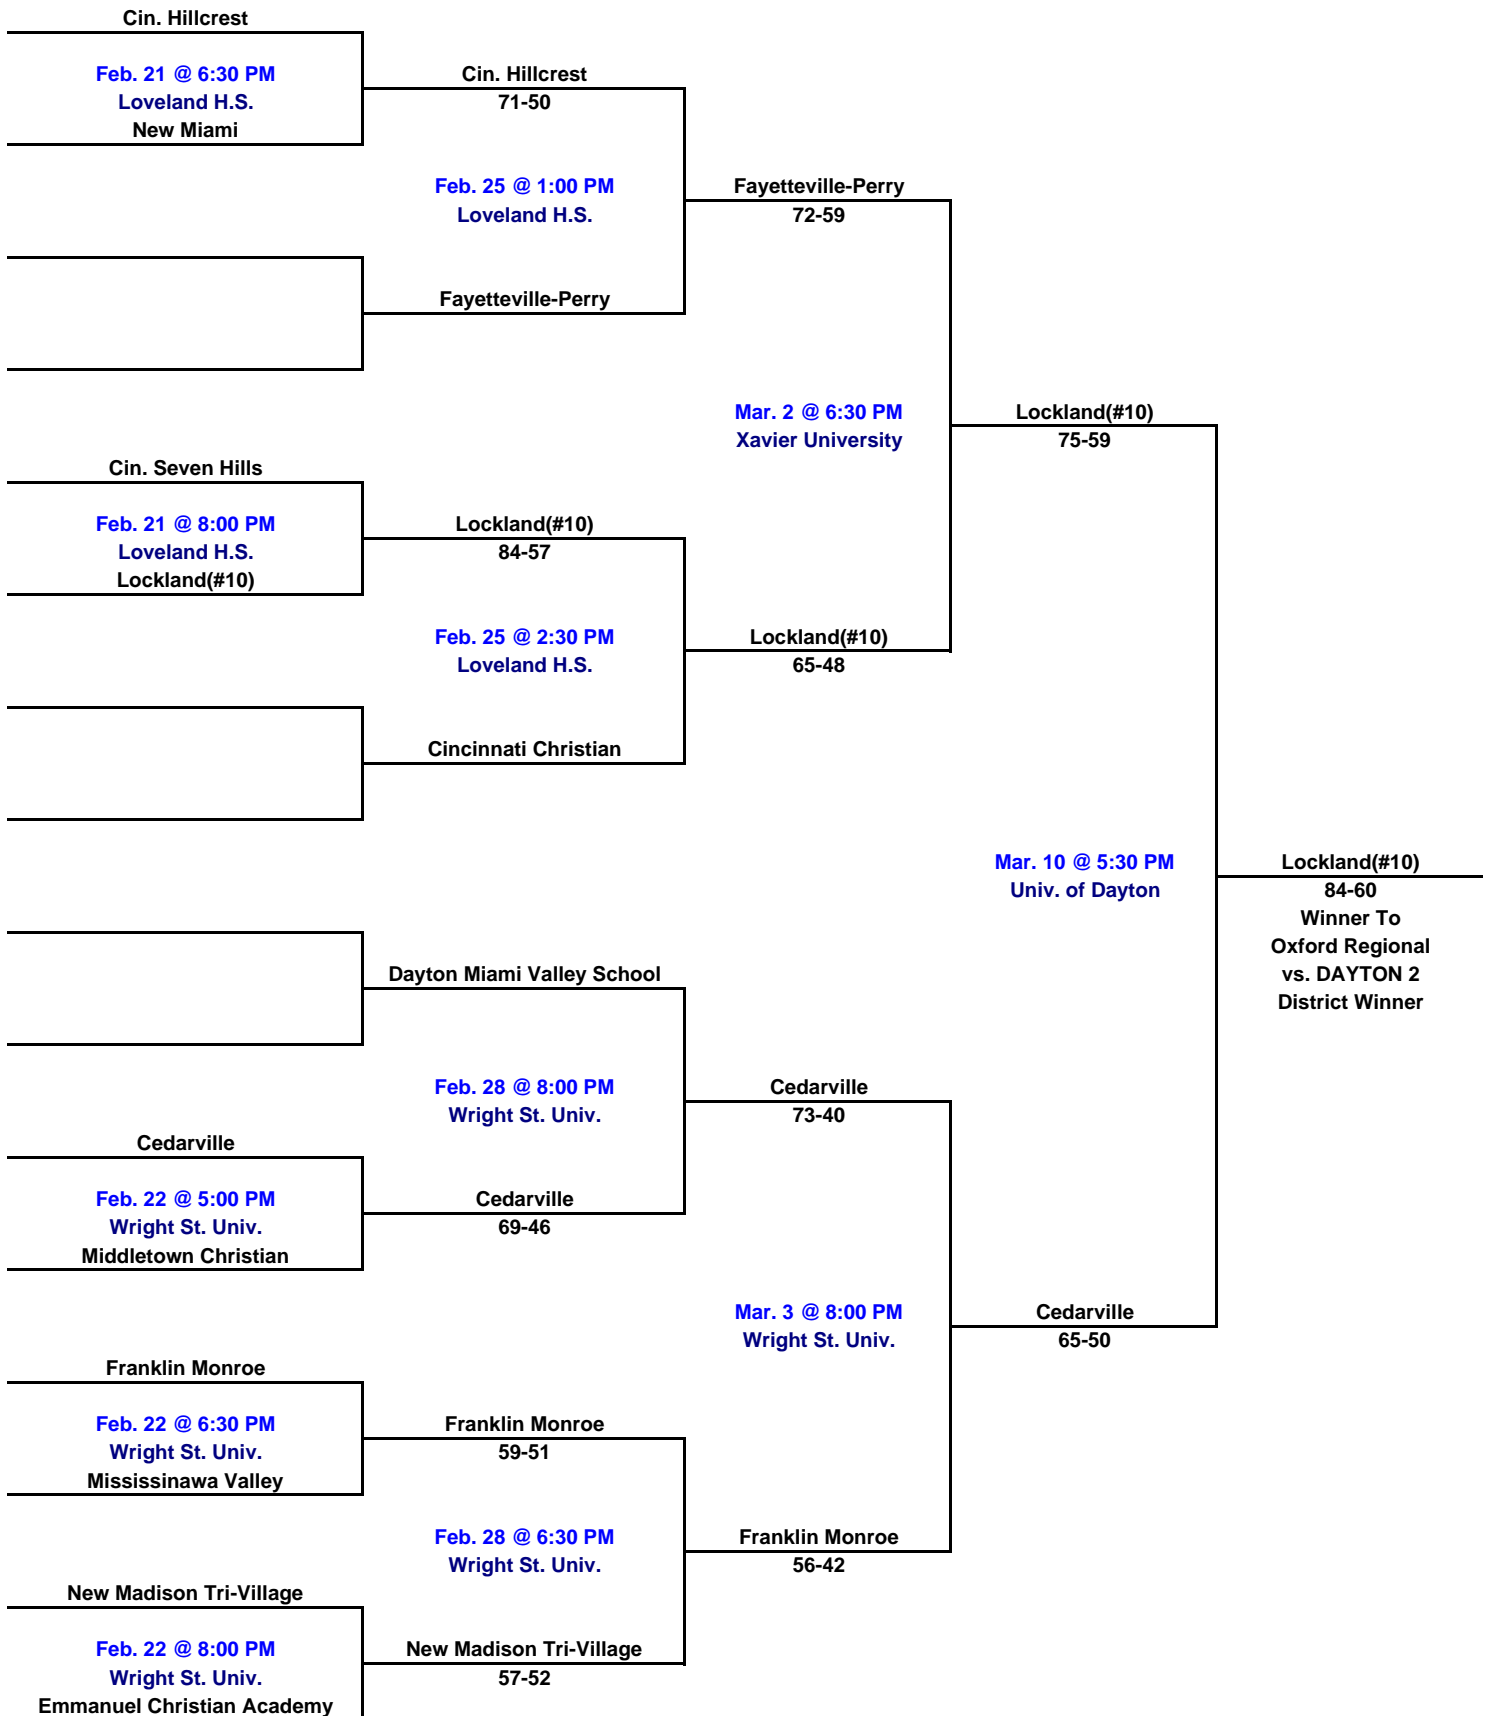 Cin. Hillcrest
Feb. 21 @ 6:30 PM
Loveland H.S.
New Miami
Cin. Hillcrest
71-50
Feb. 25 @ 1:00 PM
Loveland H.S.
Fayetteville-Perry
Fayetteville-Perry
72-59
Mar. 2 @ 6:30 PM
Xavier University
Cin. Seven Hills
Feb. 21 @ 8:00 PM
Loveland H.S.
Lockland(#10)
Lockland(#10)
84-57
Feb. 25 @ 2:30 PM
Loveland H.S.
Cincinnati Christian
Lockland(#10)
65-48
Lockland(#10)
75-59
Mar. 10 @ 5:30 PM
Univ. of Dayton
Lockland(#10)
84-60
Winner To
Oxford Regional
vs. DAYTON 2
District Winner
Dayton Miami Valley School
Feb. 28 @ 8:00 PM
Wright St. Univ.
Cedarville
73-40
Cedarville
Feb. 22 @ 5:00 PM
Wright St. Univ.
Middletown Christian
Cedarville
69-46
Mar. 3 @ 8:00 PM
Wright St. Univ.
Cedarville
65-50
Franklin Monroe
Feb. 22 @ 6:30 PM
Wright St. Univ.
Mississinawa Valley
Franklin Monroe
59-51
Feb. 28 @ 6:30 PM
Wright St. Univ.
Franklin Monroe
56-42
New Madison Tri-Village
Feb. 22 @ 8:00 PM
Wright St. Univ.
Emmanuel Christian Academy
New Madison Tri-Village
57-52